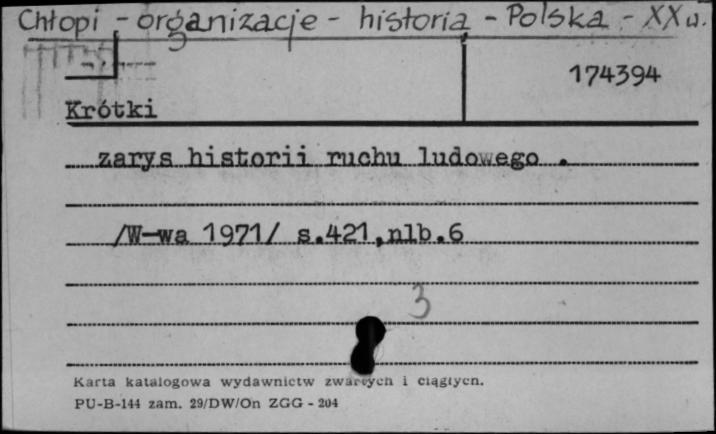 Chłopi - organizacje - historia - Polska - XX w.
174394
Krótki
zarys historii ruchu ludowego .
/W-wa 1971/ s.421,nlb.6
3
Karta katalogowa wydawnictw zwartych i ciągłych.
PU-B-144 zam. 29/DW/On ZGG - 204